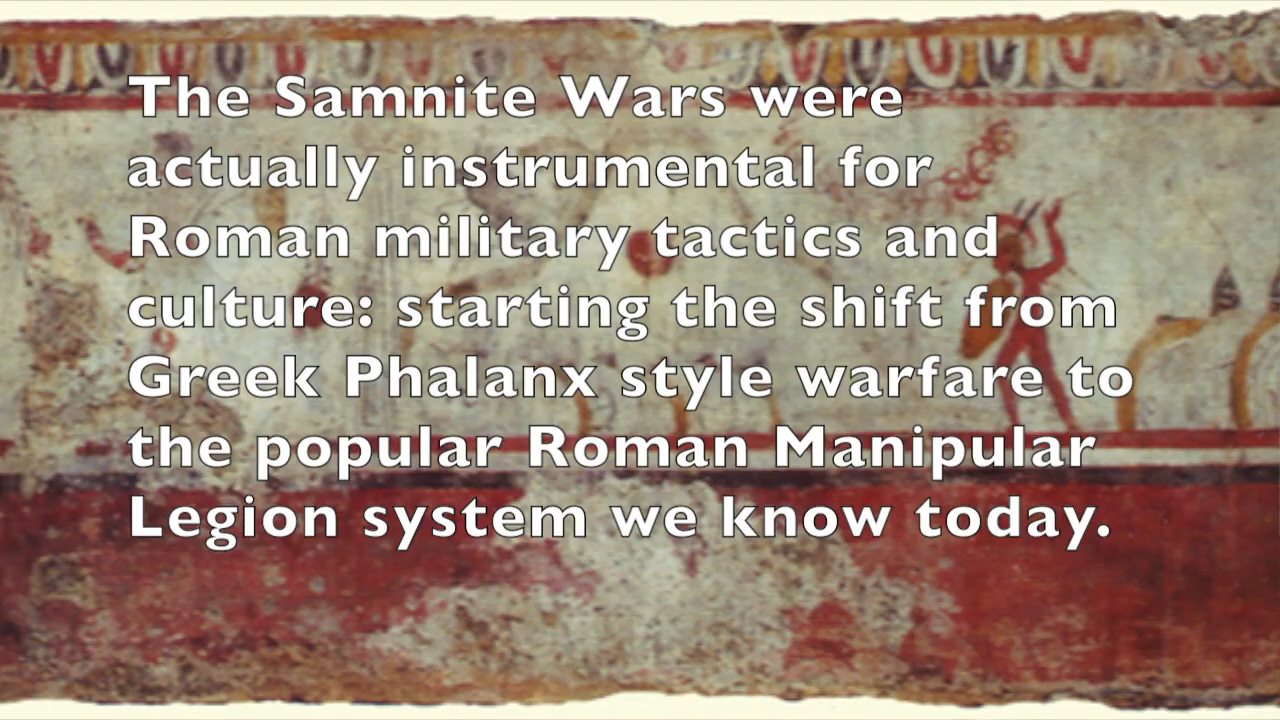 The Samnite Wars were
actually instrumental for
Roman military tactics and
culture: starting the shift from
Greek Phalanx style warfare to
the popular Roman Manipular
Legion system we know today.